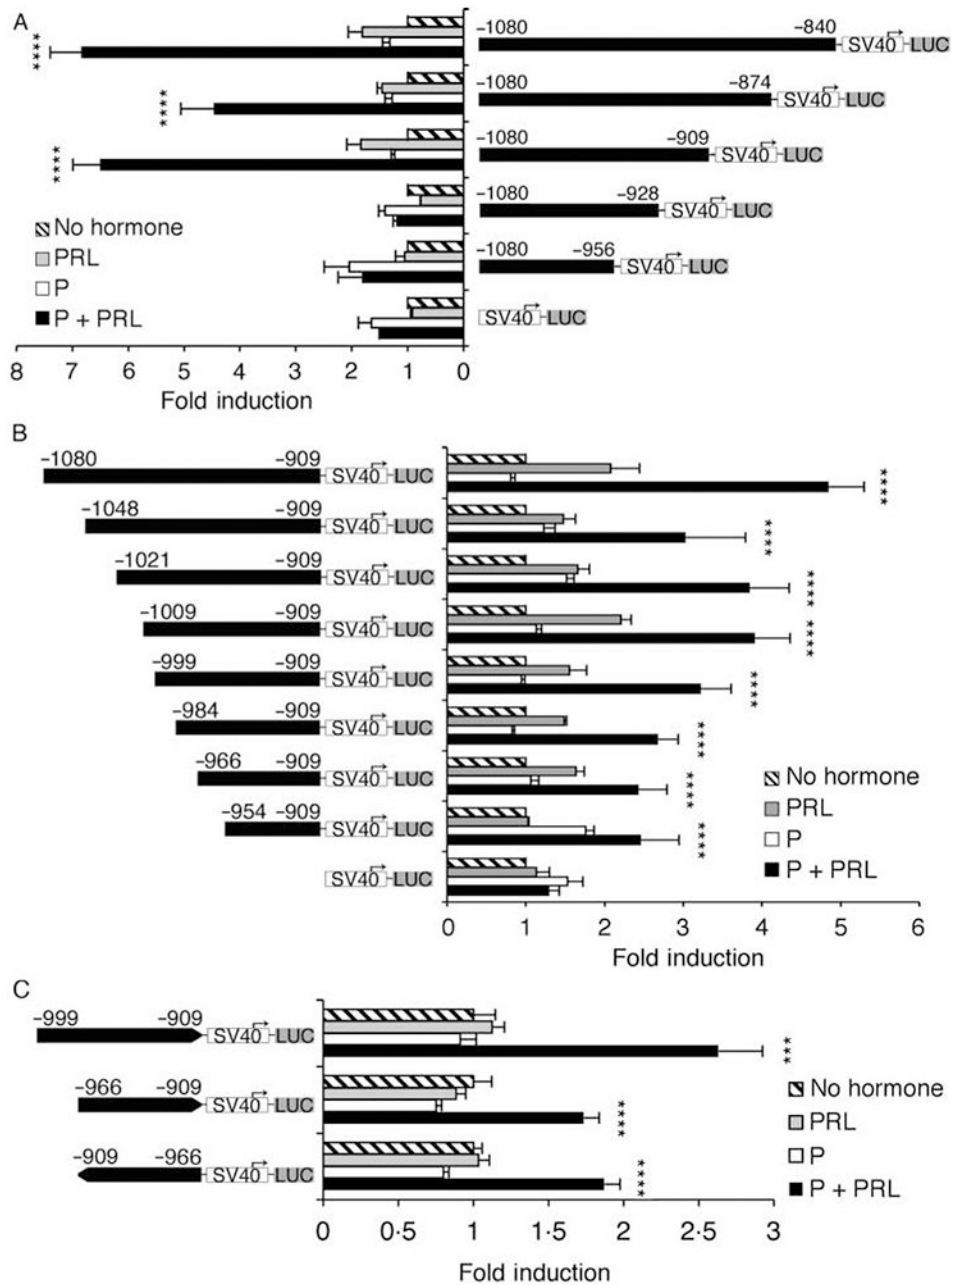 A
****
-1080 -840
SV40 LUC
****
-1080 -874
SV40 LUC
****
-1080 -909
SV40 LUC
-1080 -928
SV40 LUC
-1080 -956
SV40 LUC
SV40 LUC
No hormone
PRL
P
P + PRL
8 7 6 5 4 3 2 1 0
Fold induction
B
-1080 -909
SV40 LUC
****
-1048 -909
SV40 LUC
****
-1021 -909
SV40 LUC
****
-1009 -909
SV40 LUC
****
-999 -909
SV40 LUC
****
-984 -909
SV40 LUC
****
-966 -909
SV40 LUC
****
-954 -909
SV40 LUC
****
SV40 LUC
No hormone
PRL
P
P + PRL
0 1 2 3 4 5 6
Fold induction
C
-999 -909
SV40 LUC
***
-966 -909
SV40 LUC
****
-909 -966
SV40 LUC
****
No hormone
PRL
P
P + PRL
0 0·5 1 1·5 2 2·5 3
Fold induction